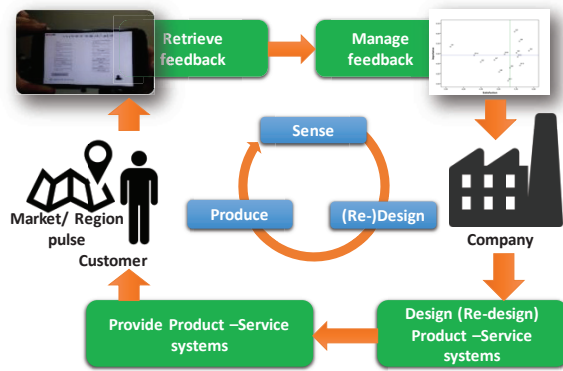 Retrieve
feedback
Manage
feedback
Sense
Produce
(Re-)Design
Market/ Region
pulse
Customer
Company
Provide Product –Service
systems
Design (Re-design)
Product –Service
systems